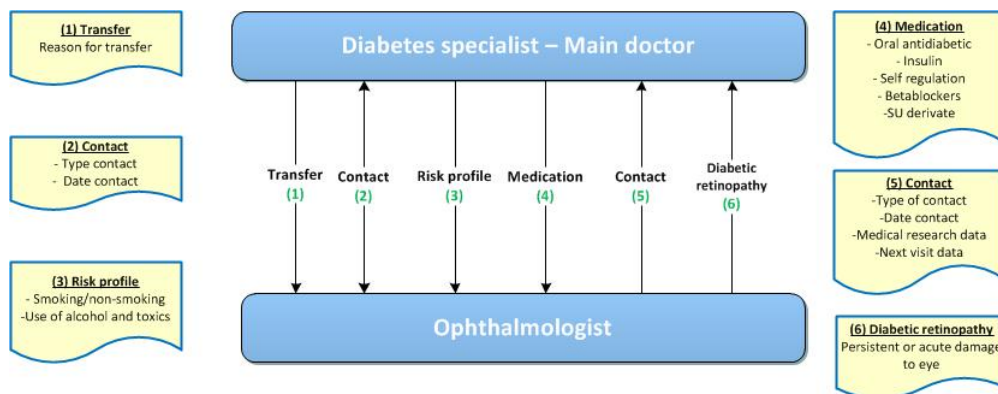 (1) Transfer
Reason for transfer
(2) Contact
- Type contact
- Date contact
(3) Risk profile
- Smoking/non-smoking
-Use of alcohol and toxics
Diabetes specialist – Main doctor
Transfer
(1)
Contact
(2)
Risk profile
(3)
Medication
(4)
Contact
(5)
Diabetic
retinopathy
(6)
Ophthalmologist
(4) Medication
- Oral antidiabetic
- Insulin
- Self regulation
- Betablockers
-SU derivate
(5) Contact
-Type of contact
-Date contact
-Medical research data
-Next visit data
(6) Diabetic retinopathy
Persistent or acute damage
to eye